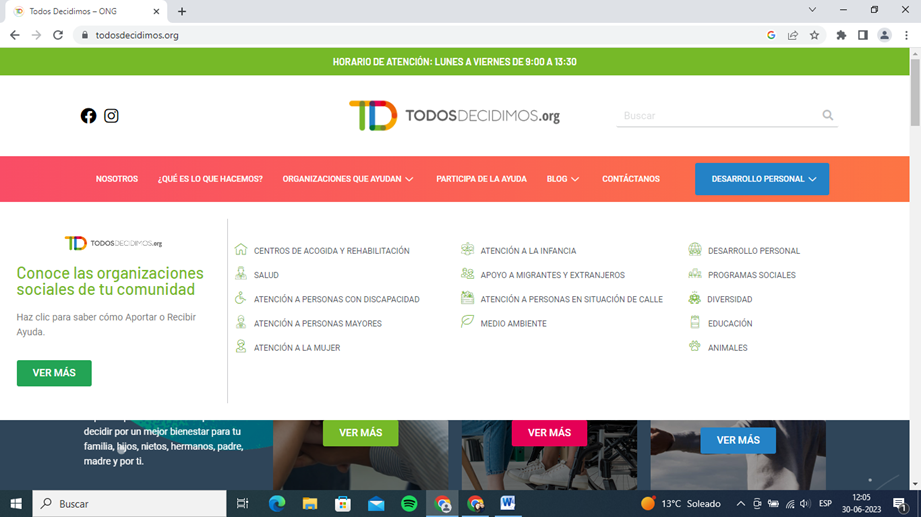 Todos Decidimos – ONG
todosdecidimos.org
HORARIO DE ATENCIÓN: LUNES A VIERNES DE 9:00 A 13:30
TD TODOSDECIDIMOS.org
Buscar
NOSOTROS ¿QUÉ ES LO QUE HACEMOS? ORGANIZACIONES QUE AYUDAN PARTICIPA DE LA AYUDA BLOG CONTÁCTANOS DESARROLLO PERSONAL
TD TODOSDECIDIMOS.org
Conoce las organizaciones
sociales de tu comunidad
Haz clic para saber cómo Aportar o Recibir
Ayuda.
VER MÁS
CENTROS DE ACOGIDA Y REHABILITACIÓN
SALUD
ATENCIÓN A PERSONAS CON DISCAPACIDAD
ATENCIÓN A PERSONAS MAYORES
ATENCIÓN A LA MUJER
ATENCIÓN A LA INFANCIA
APOYO A MIGRANTES Y EXTRANJEROS
ATENCIÓN A PERSONAS EN SITUACIÓN DE CALLE
MEDIO AMBIENTE
DESARROLLO PERSONAL
PROGRAMAS SOCIALES
DIVERSIDAD
EDUCACIÓN
ANIMALES
decidir por un mejor bienestar para tu
familia, hijos, nietos, hermanos, padre,
madre y por ti.
VER MÁS
VER MÁS
VER MÁS
Buscar
13°C Soleado
ESP
12:05
30-06-2023
1